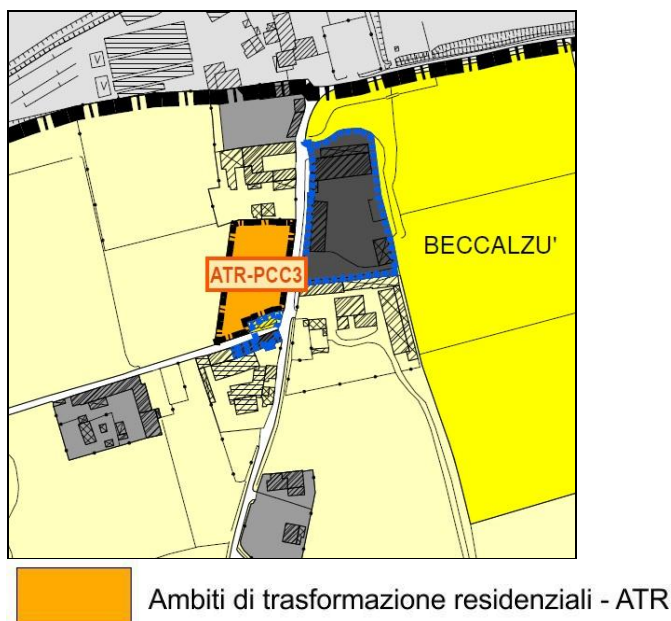 V
V
BECCALZU'
ATR-PCC3
Ambiti di trasformazione residenziali - ATR